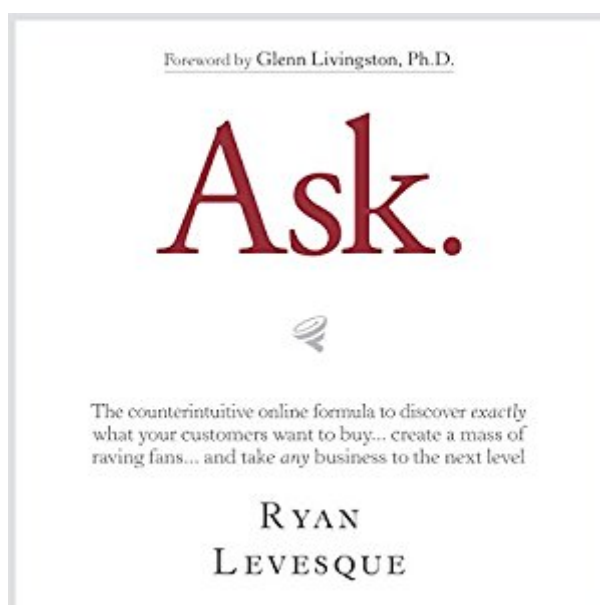 Foreword by Glenn Livingston, Ph.D.
Ask.
The counterintuitive online formula to discover exactly
what your customers want to buy... create a mass of
raving fans... and take any business to the next level
RYAN
LEVESQUE